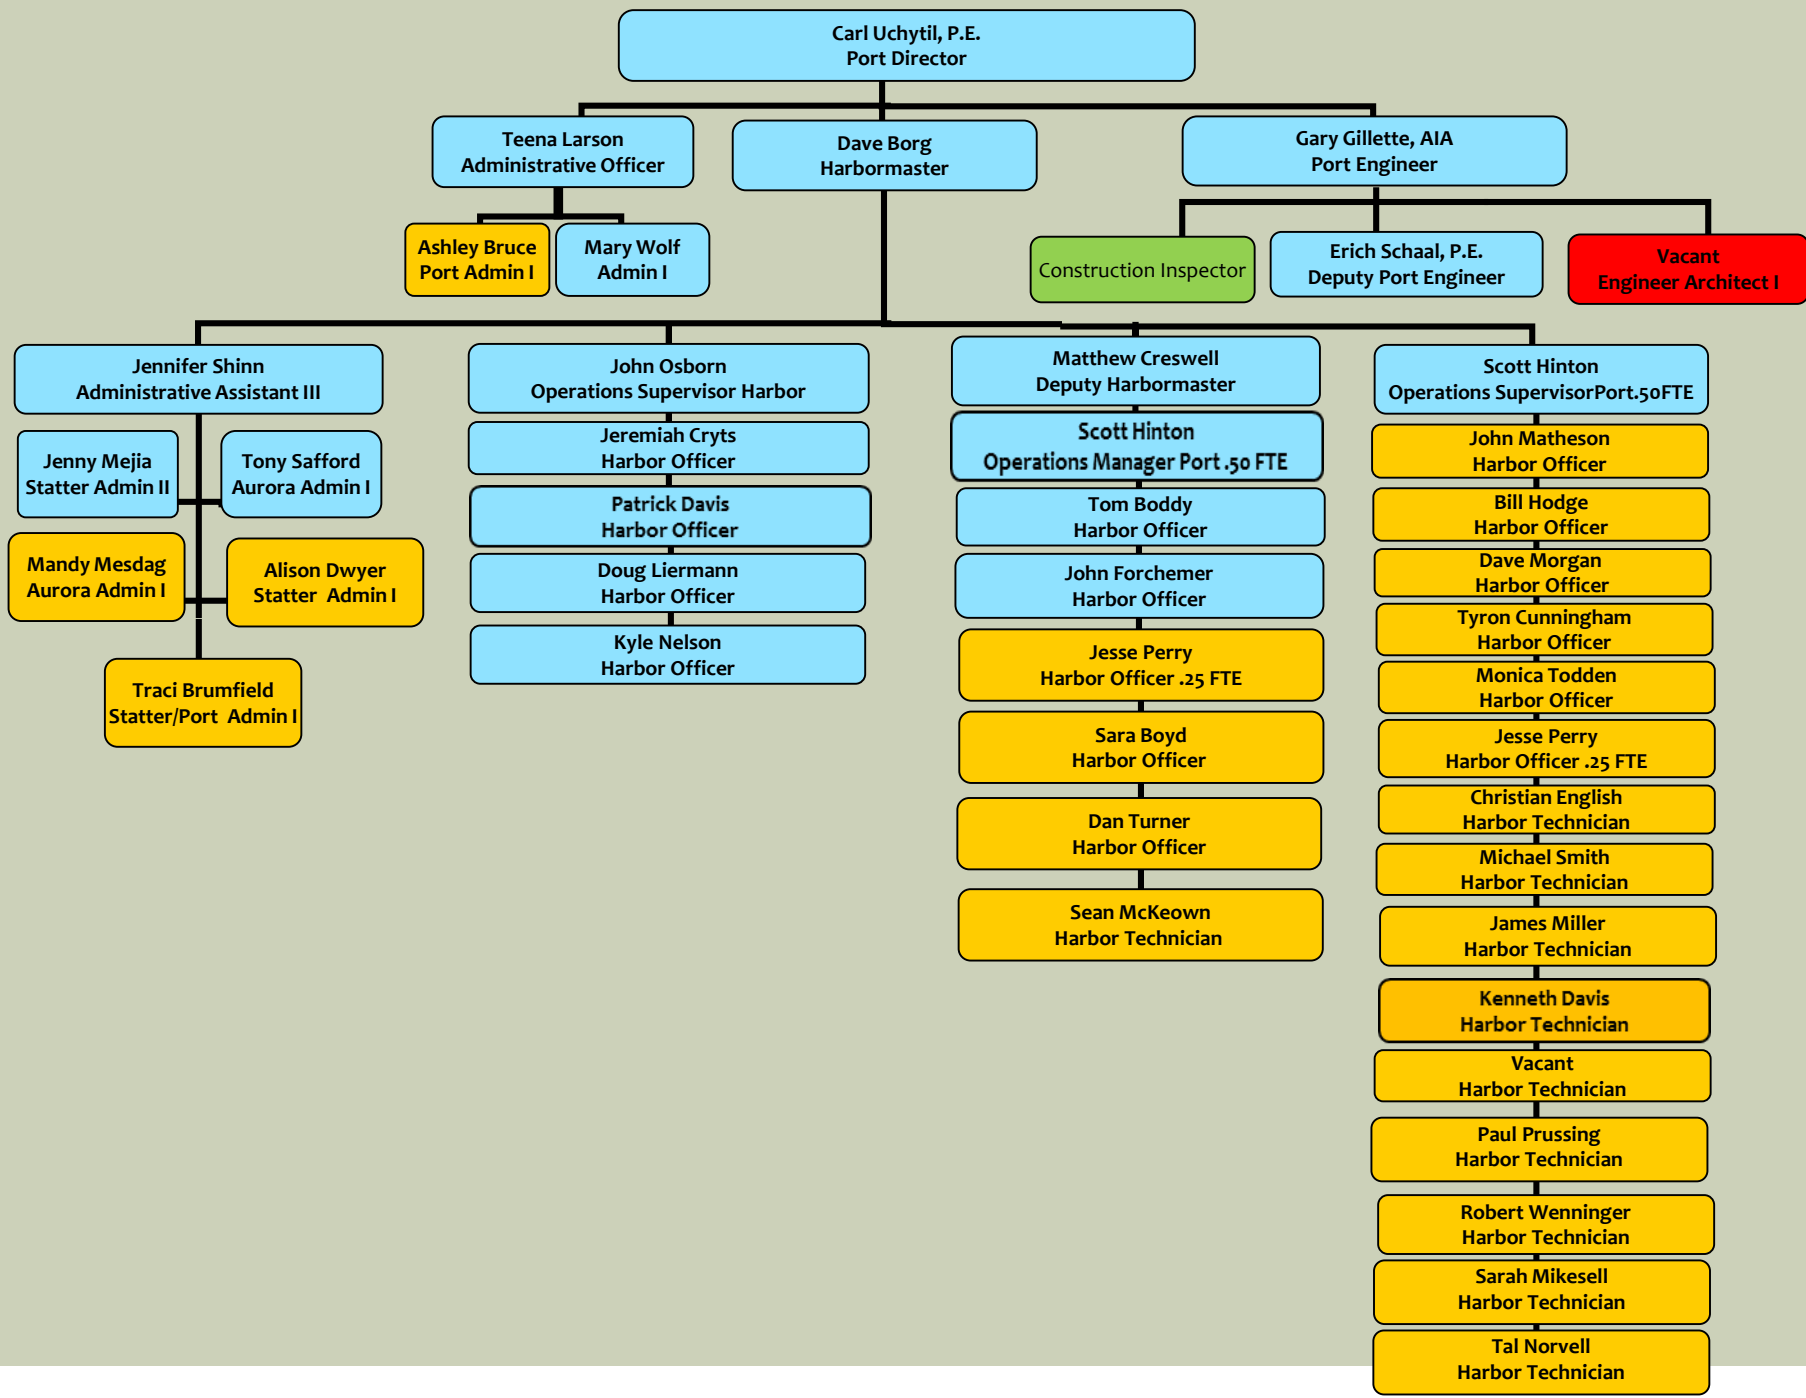 Carl Uchytil, P.E.
Port Director
Teena Larson
Administrative Officer
Dave Borg
Harbormaster
Gary Gillette, AIA
Port Engineer
Ashley Bruce
Port Admin I
Mary Wolf
Admin I
Construction Inspector
Erich Schaal, P.E.
Deputy Port Engineer
Vacant
Engineer Architect I
Jennifer Shinn
Administrative Assistant III
Jenny Mejia
Statter Admin II
Tony Safford
Aurora Admin I
Mandy Mesdag
Aurora Admin I
Alison Dwyer
Statter  Admin I
Traci Brumfield
Statter/Port  Admin I
John Osborn
Operations Supervisor Harbor
Jeremiah Cryts
Harbor Officer
Patrick Davis
Harbor Officer
Doug Liermann
Harbor Officer
Kyle Nelson
Harbor Officer
Matthew Creswell
Deputy Harbormaster
Scott Hinton
Operations Manager Port .50 FTE
Tom Boddy
Harbor Officer
John Forchemer
Harbor Officer
Jesse Perry
Harbor Officer .25 FTE
Sara Boyd
Harbor Officer
Dan Turner
Harbor Officer
Sean McKeown
Harbor Technician
Scott Hinton
Operations SupervisorPort.50FTE
John Matheson
Harbor Officer
Bill Hodge
Harbor Officer
Dave Morgan
Harbor Officer
Tyron Cunningham
Harbor Officer
Monica Todden
Harbor Officer
Jesse Perry
Harbor Officer .25 FTE
Christian English
Harbor Technician
Michael Smith
Harbor Technician
James Miller
Harbor Technician
Kenneth Davis
Harbor Technician
Vacant
Harbor Technician
Paul Prussing
Harbor Technician
Robert Wenninger
Harbor Technician
Sarah Mikesell
Harbor Technician
Tal Norvell
Harbor Technician